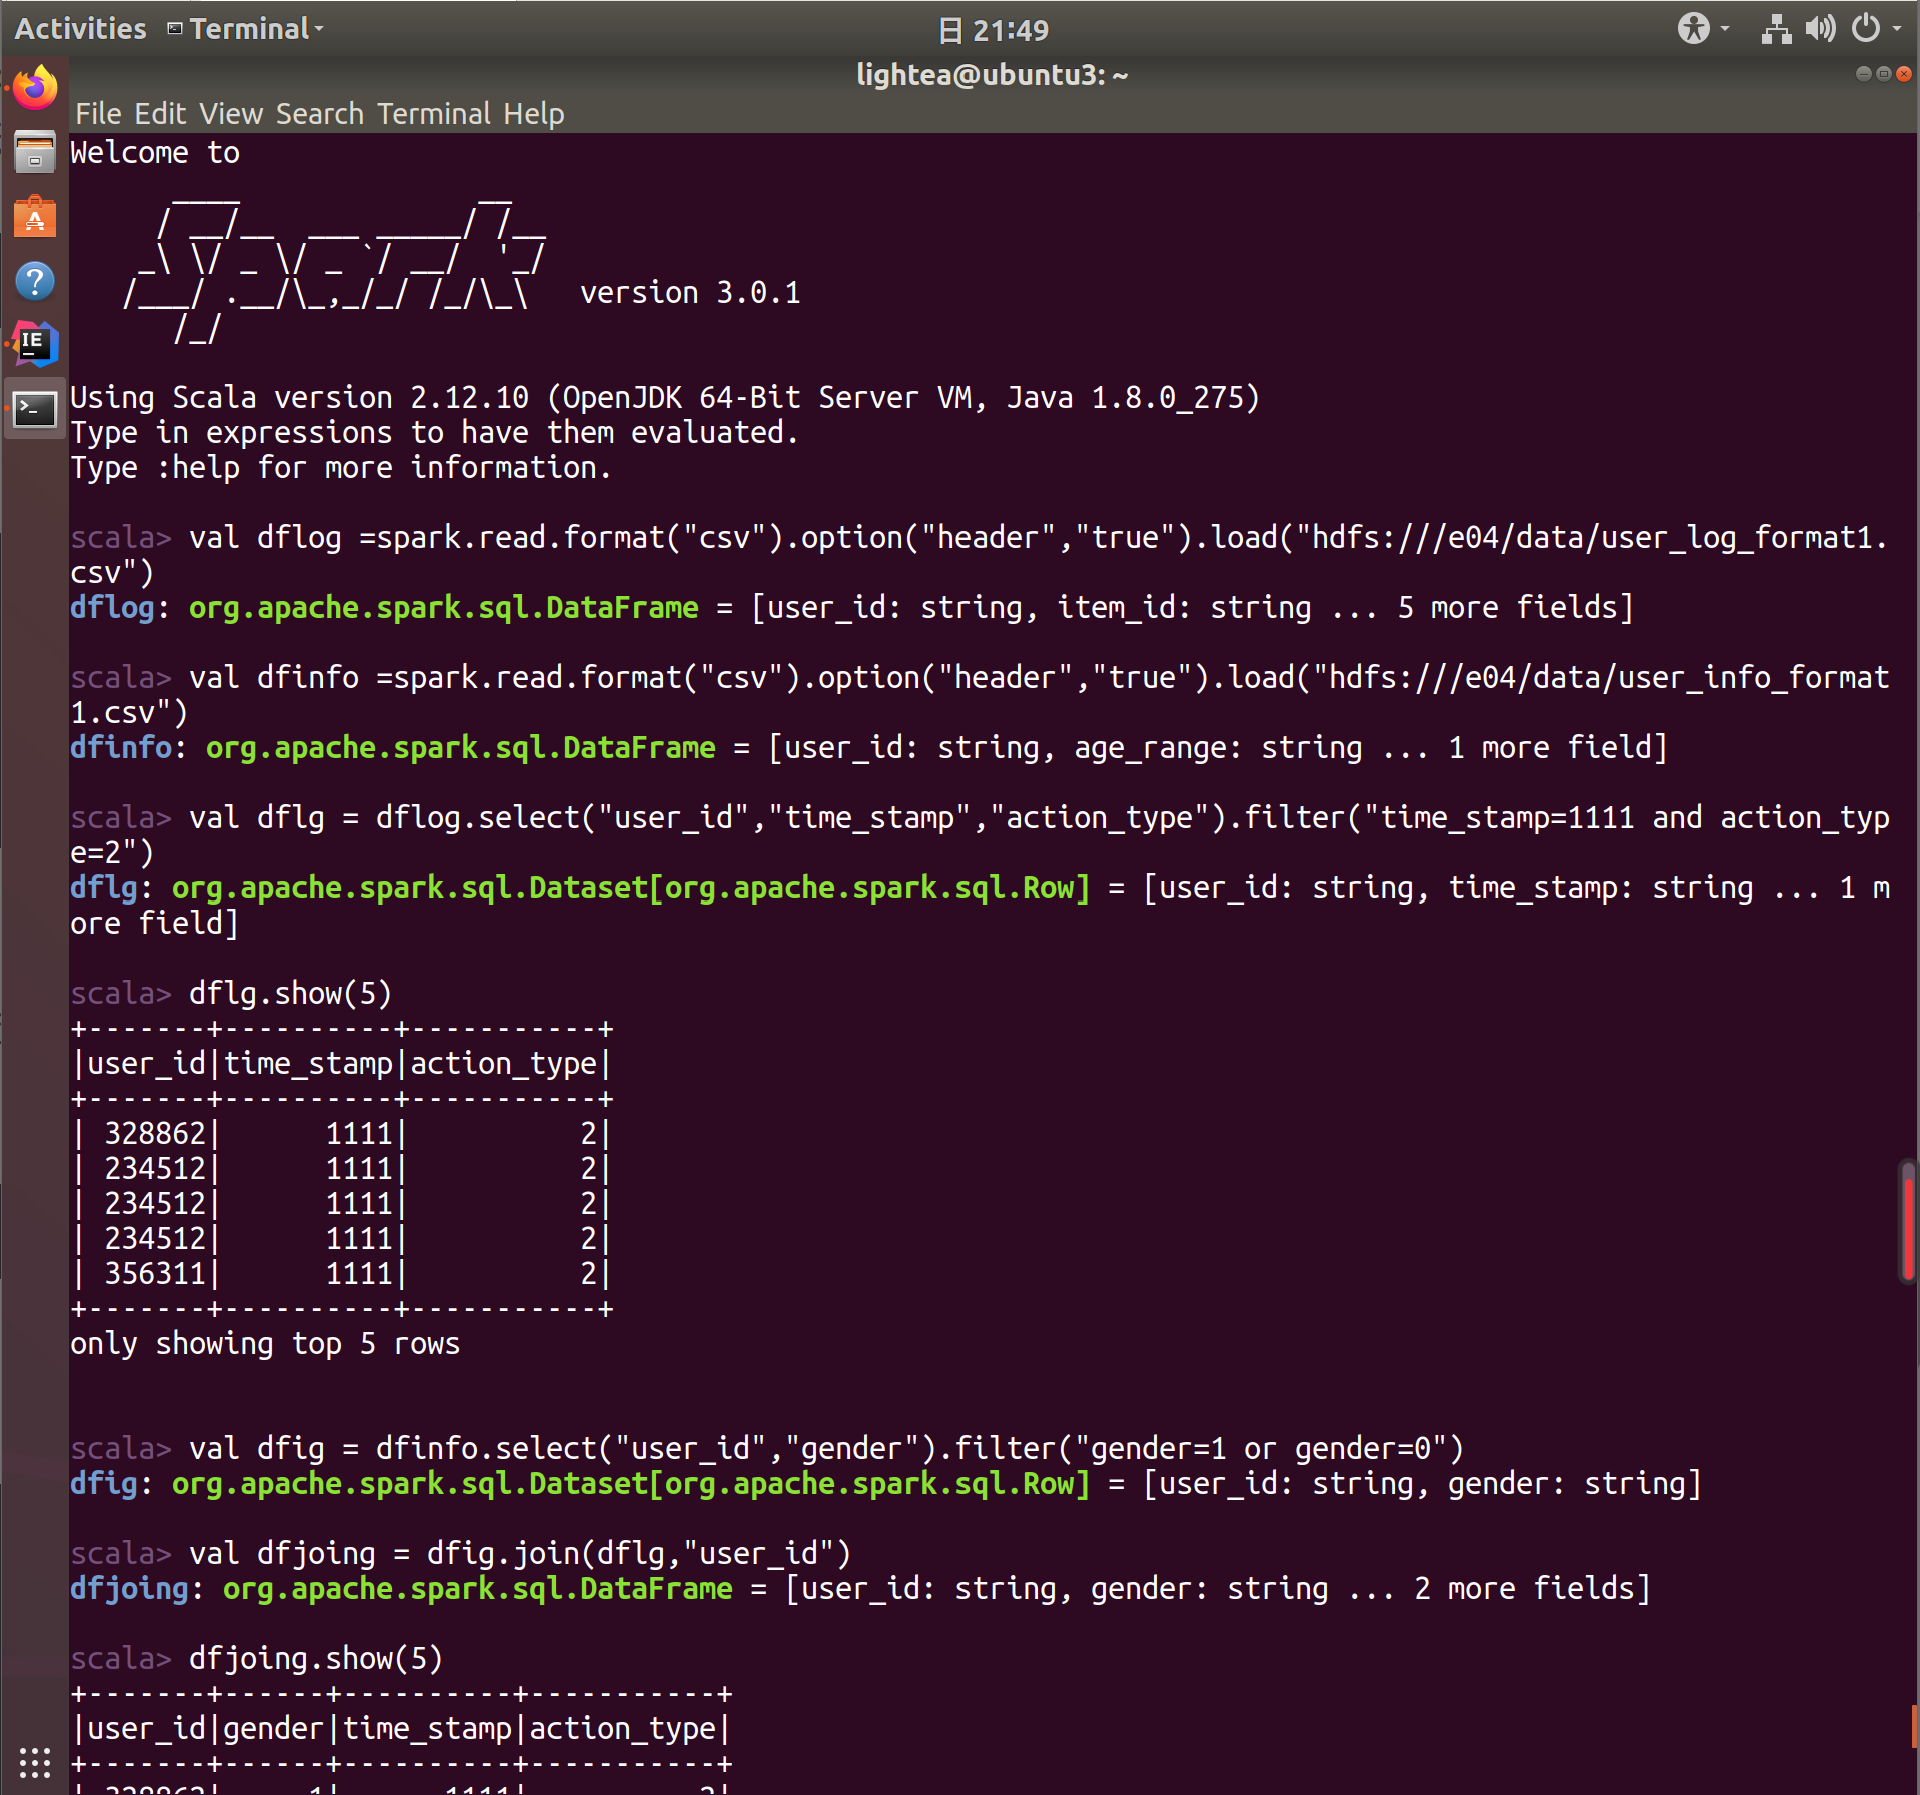 Activities Terminal 日 21:49
lightea@ubuntu3: ~
File Edit View Search Terminal Help
Welcome to
      ____              __
     / __/__  ___ _____/ /__
    _\ \/ _ \/ _ `/ __/  '_/
   /___/ .__/\_,_/_/ /_/\_\   version 3.0.1
      /_/
Using Scala version 2.12.10 (OpenJDK 64-Bit Server VM, Java 1.8.0_275)
Type in expressions to have them evaluated.
Type :help for more information.
scala> val dflog =spark.read.format("csv").option("header","true").load("hdfs:///e04/data/user_log_format1.
csv")
dflog: org.apache.spark.sql.DataFrame = [user_id: string, item_id: string ... 5 more fields]
scala> val dfinfo =spark.read.format("csv").option("header","true").load("hdfs:///e04/data/user_info_format
1.csv")
dfinfo: org.apache.spark.sql.DataFrame = [user_id: string, age_range: string ... 1 more field]
scala> val dflg = dflog.select("user_id","time_stamp","action_type").filter("time_stamp=1111 and action_typ
e=2")
dflg: org.apache.spark.sql.Dataset[org.apache.spark.sql.Row] = [user_id: string, time_stamp: string ... 1 m
ore field]
scala> dflg.show(5)
+-------+----------+-----------+
|user_id|time_stamp|action_type|
+-------+----------+-----------+
| 328862|      1111|          2|
| 234512|      1111|          2|
| 234512|      1111|          2|
| 234512|      1111|          2|
| 356311|      1111|          2|
+-------+----------+-----------+
only showing top 5 rows
scala> val dfig = dfinfo.select("user_id","gender").filter("gender=1 or gender=0")
dfig: org.apache.spark.sql.Dataset[org.apache.spark.sql.Row] = [user_id: string, gender: string]
scala> val dfjoing = dfig.join(dflg,"user_id")
dfjoing: org.apache.spark.sql.DataFrame = [user_id: string, gender: string ... 2 more fields]
scala> dfjoing.show(5)
+-------+------+----------+-----------+
|user_id|gender|time_stamp|action_type|
+-------+------+----------+-----------+
| 328862|     1|      1111|          2|